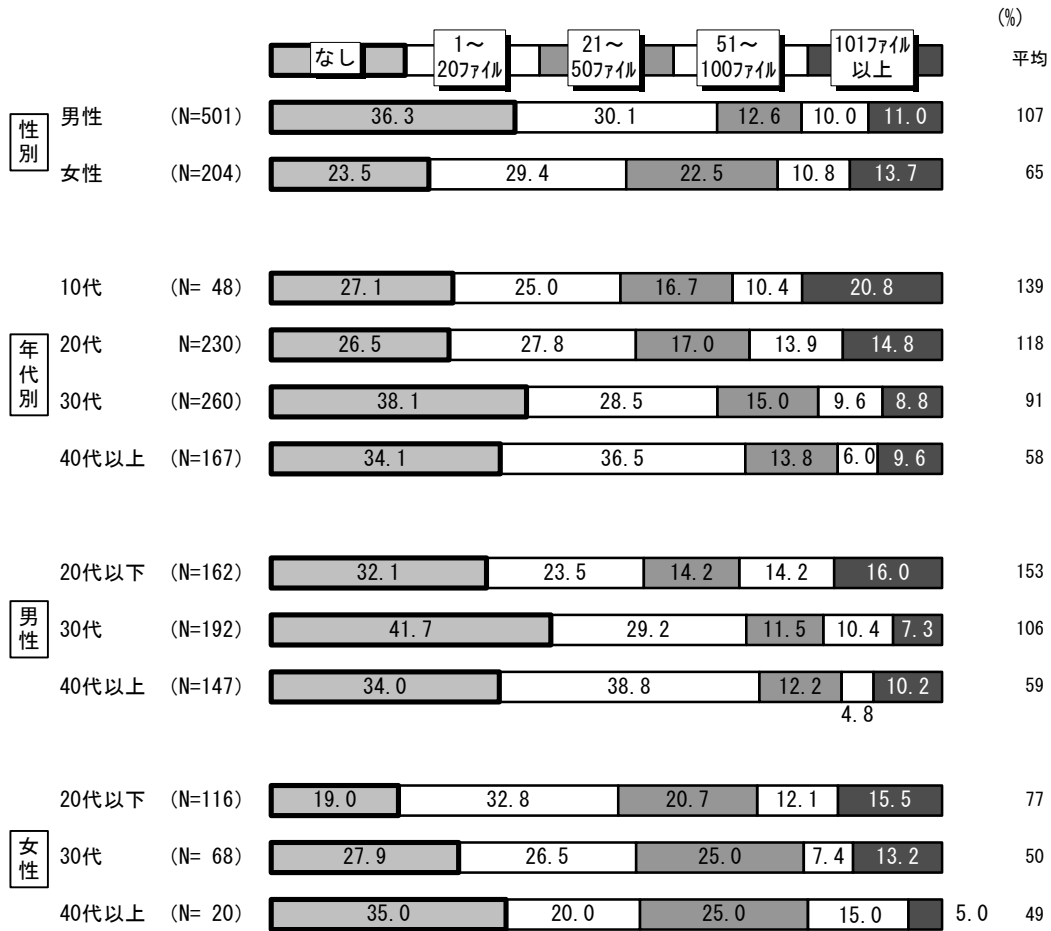 (%)
なし 1～ 21～ 51～ 101ﾌｧｲﾙ 平均
20ﾌｧｲﾙ 50ﾌｧｲﾙ 100ﾌｧｲﾙ 以上
性別
男性 (N=501) 36.3 30.1 12.6 10.0 11.0 107
女性 (N=204) 23.5 29.4 22.5 10.8 13.7 65
年代別
10代 (N= 48) 27.1 25.0 16.7 10.4 20.8 139
20代 N=230) 26.5 27.8 17.0 13.9 14.8 118
30代 (N=260) 38.1 28.5 15.0 9.6 8.8 91
40代以上 (N=167) 34.1 36.5 13.8 6.0 9.6 58
男性
20代以下 (N=162) 32.1 23.5 14.2 14.2 16.0 153
30代 (N=192) 41.7 29.2 11.5 10.4 7.3 106
40代以上 (N=147) 34.0 38.8 12.2 4.8 10.2 59
女性
20代以下 (N=116) 19.0 32.8 20.7 12.1 15.5 77
30代 (N= 68) 27.9 26.5 25.0 7.4 13.2 50
40代以上 (N= 20) 35.0 20.0 25.0 15.0 5.0 49